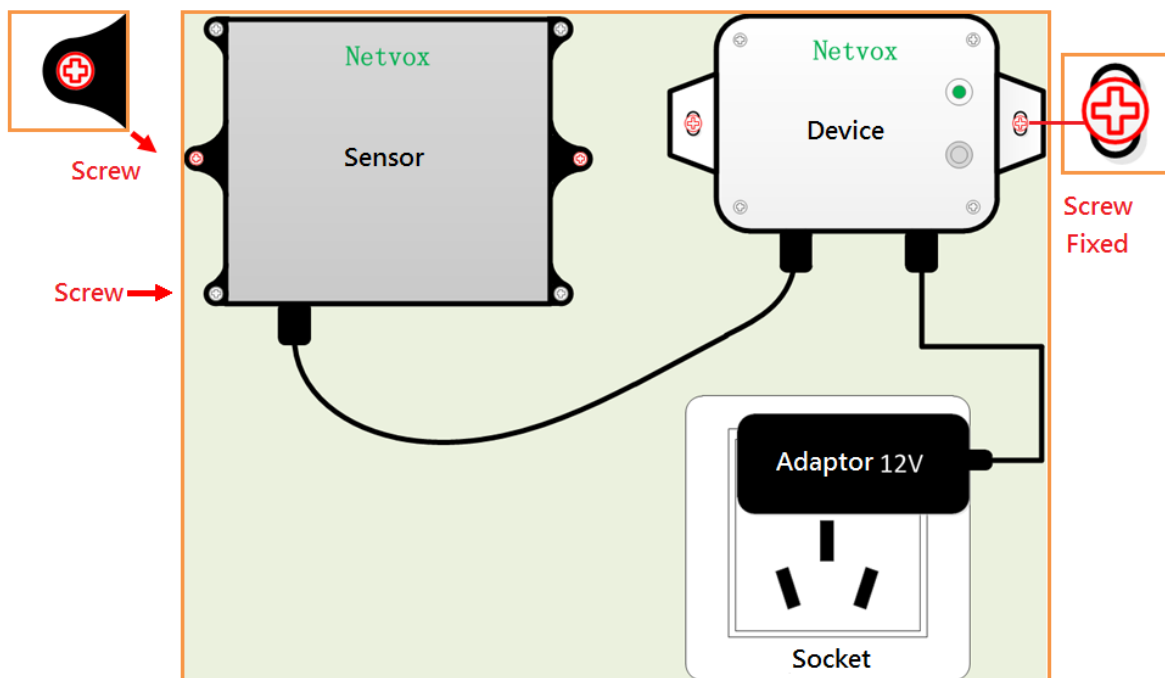 Netvox
Sensor
Netvox
Device
Screw
Screw
Fixed
Screw
Adaptor 12V
Socket